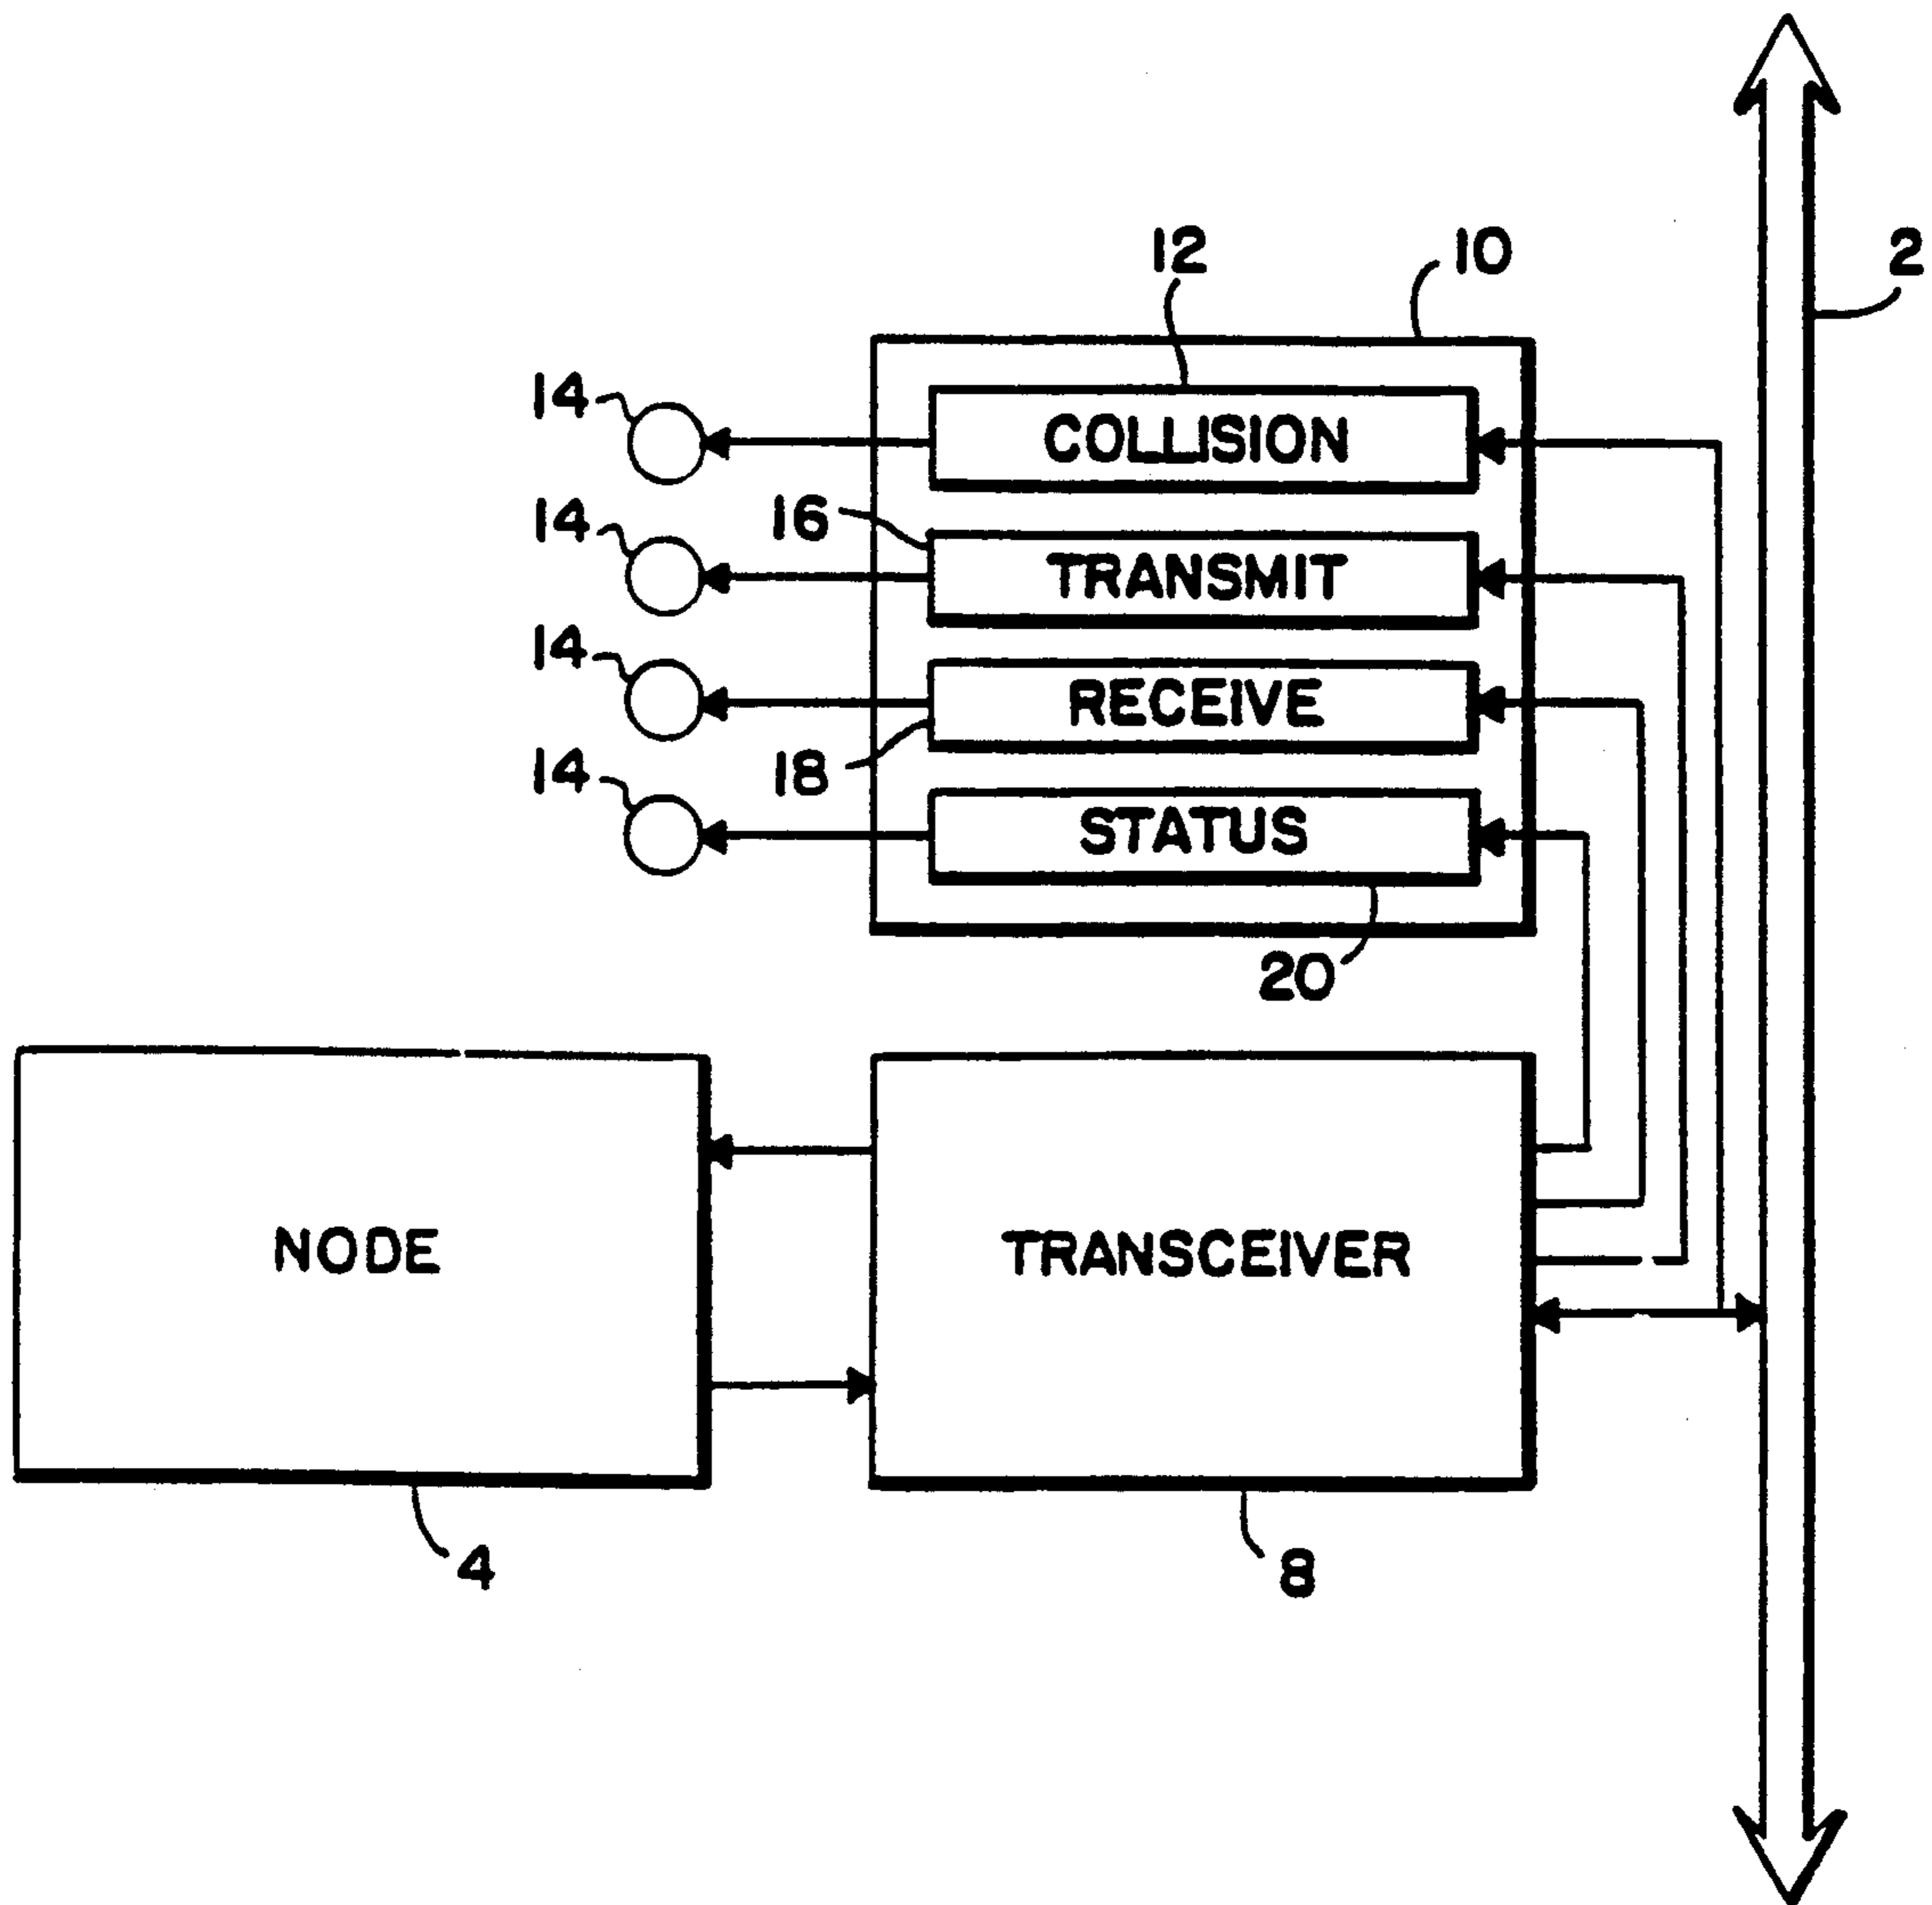 2
12
10
14
COLLISION
14
16
TRANSMIT
14
RECEIVE
18
14
STATUS
20
NODE
TRANSCEIVER
4
8